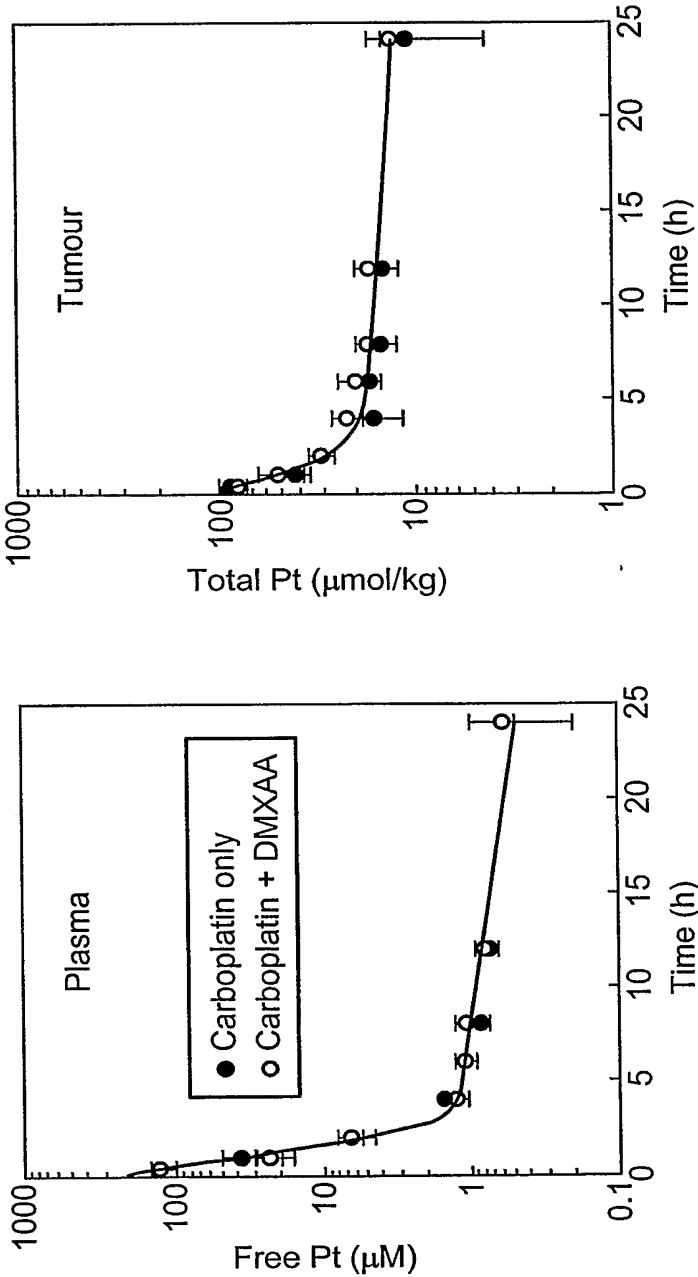 Plasma
Carboplatin only
Carboplatin + DMXAA
1000
100
10
1
0.1
Free Pt (μM)
0
5
10
15
20
25
Time (h)
Tumour
1000
100
10
1
Total Pt (μmol/kg)
0
5
10
15
20
25
Time (h)